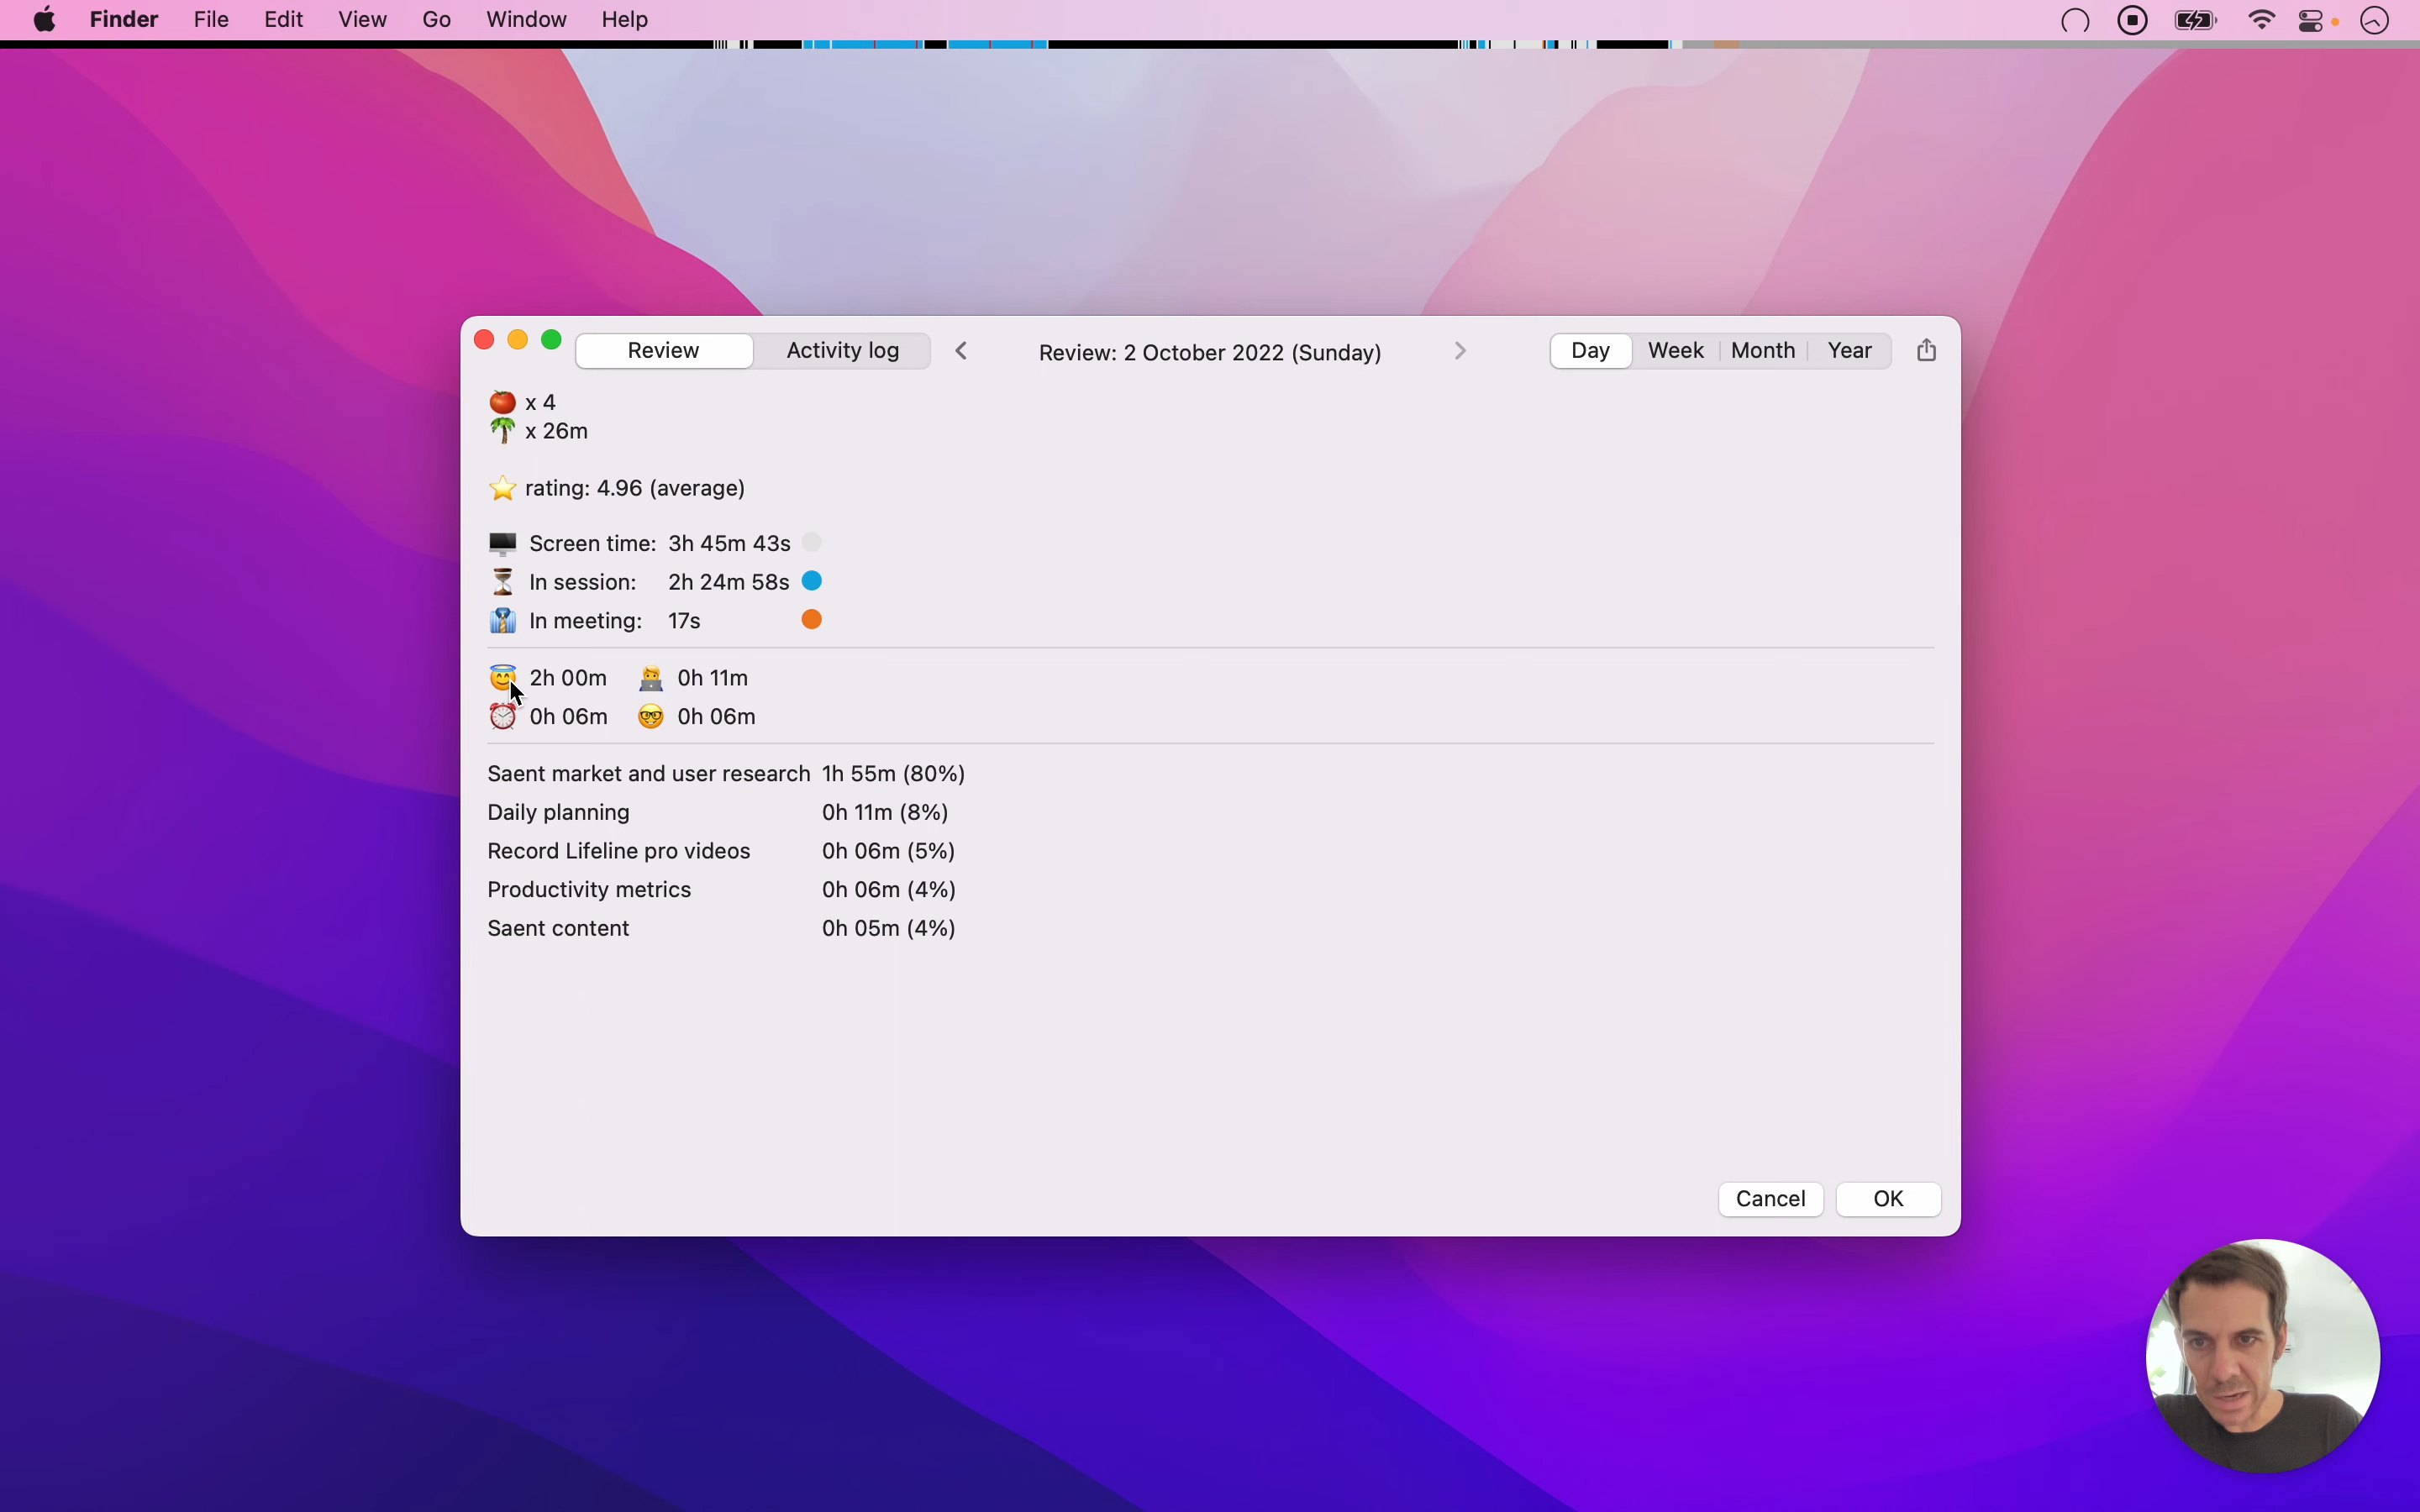 Finder File Edit View Go Window Help
Review Activity log Review: 2 October 2022 (Sunday) Day Week Month Year
x 4
x 26m
rating: 4.96 (average)
Screen time: 3h 45m 43s
In session: 2h 24m 58s
In meeting: 17s
2h 00m 0h 11m
0h 06m 0h 06m
Saent market and user research 1h 55m (80%)
Daily planning 0h 11m (8%)
Record Lifeline pro videos 0h 06m (5%)
Productivity metrics 0h 06m (4%)
Saent content 0h 05m (4%)
Cancel OK